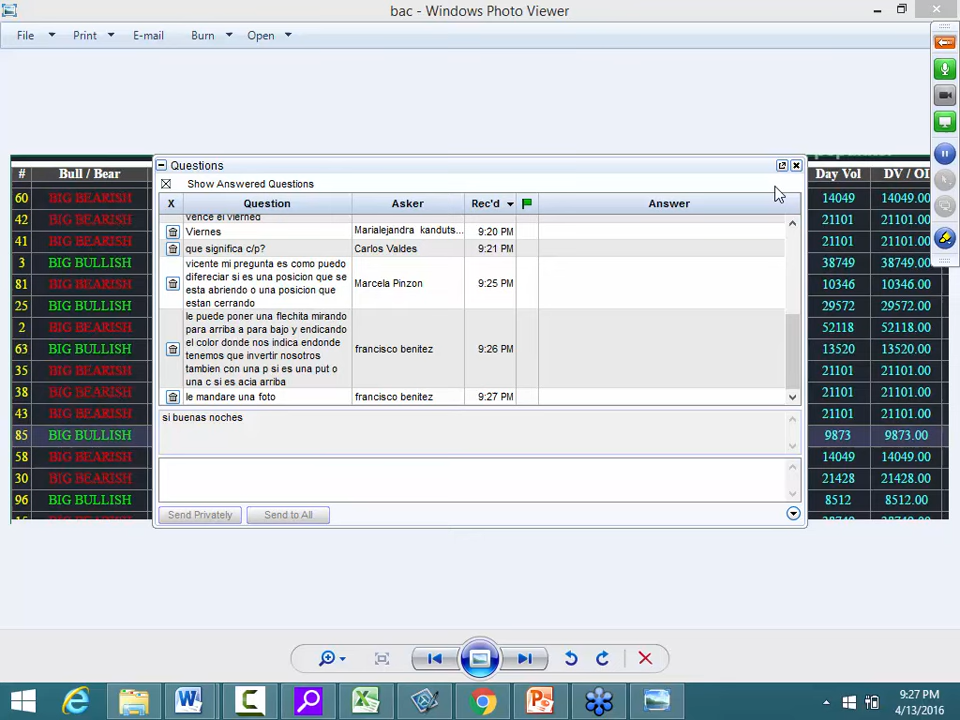 bac - Windows Photo Viewer
File Print E-mail Burn Open
# Bull / Bear Day Vol DV / OI
60 BIG BEARISH 14049 14049.00
42 BIG BEARISH 21101 21101.00
41 BIG BEARISH 21101 21101.00
3 BIG BULLISH 38749 38749.00
81 BIG BEARISH 10346 10346.00
25 BIG BULLISH 29572 29572.00
2 BIG BEARISH 52118 52118.00
63 BIG BULLISH 13520 13520.00
35 BIG BEARISH 21101 21101.00
38 BIG BEARISH 21101 21101.00
43 BIG BEARISH 21101 21101.00
85 BIG BULLISH 9873 9873.00
58 BIG BEARISH 14049 14049.00
30 BIG BEARISH 21428 21428.00
96 BIG BULLISH 8512 8512.00
Questions
Show Answered Questions
X Question Asker Rec'd Answer
vence el vierned
Viernes Marialejandra kanduts... 9:20 PM
que significa c/p? Carlos Valdes 9:21 PM
vicente mi pregunta es como puedo
difereciar si es una posicion que se
esta abriendo o una posicion que
estan cerrando
Marcela Pinzon 9:25 PM
le puede poner una flechita mirando
para arriba a para bajo y endicando
el color donde nos indica endonde
tenemos que invertir nosotros
tambien con una p si es una put o
una c si es acia arriba
francisco benitez 9:26 PM
le mandare una foto francisco benitez 9:27 PM
si buenas noches
Send Privately Send to All
9:27 PM
4/13/2016